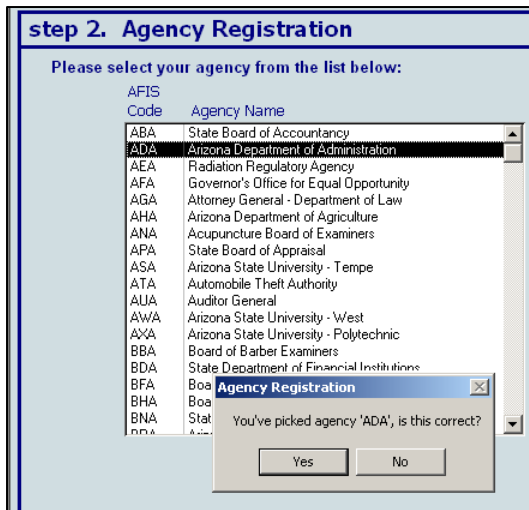 step 2. Agency Registration
Please select your agency from the list below:
AFIS
Code Agency Name
ABA State Board of Accountancy
ADA Arizona Department of Administration
AEA Radiation Regulatory Agency
AFA Governor's Office for Equal Opportunity
AGA Attorney General - Department of Law
AHA Arizona Department of Agriculture
ANA Acupuncture Board of Examiners
APA State Board of Appraisal
ASA Arizona State University - Tempe
ATA Automobile Theft Authority
AUA Auditor General
AWA Arizona State University - West
AXA Arizona State University - Polytechnic
BBA Board of Barber Examiners
BDA State Department of Financial Institutions
BFA Boa
BHA Boa
BNA Stat
Agency Registration
You've picked agency 'ADA', is this correct?
Yes No